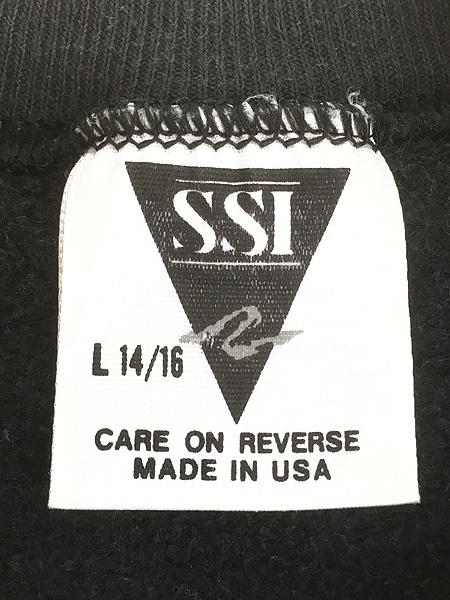 SSI
L 14/16
CARE ON REVERSE
MADE IN USA